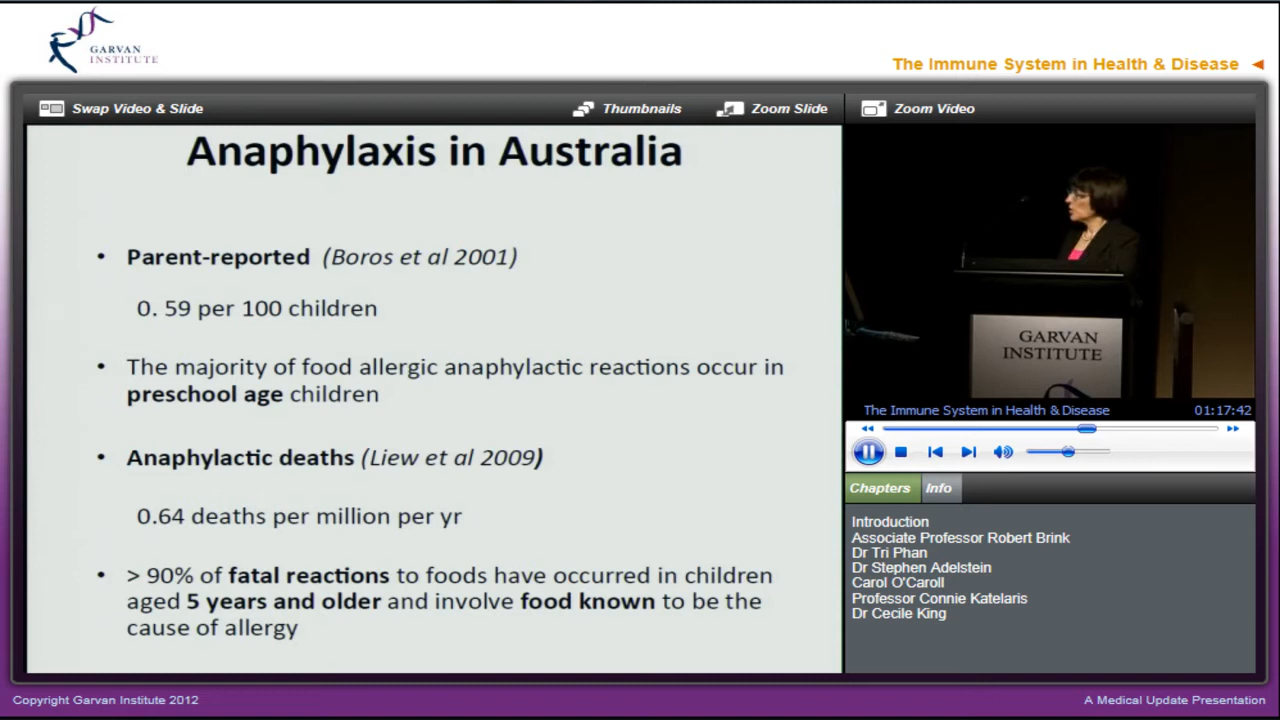 GARVAN
INSTITUTE
The Immune System in Health & Disease
Swap Video & Slide
Thumbnails
Zoom Slide
Zoom Video
Anaphylaxis in Australia
• Parent-reported (Boros et al 2001)
0. 59 per 100 children
• The majority of food allergic anaphylactic reactions occur in
preschool age children
• Anaphylactic deaths (Liew et al 2009)
0.64 deaths per million per yr
• > 90% of fatal reactions to foods have occurred in children
aged 5 years and older and involve food known to be the
cause of allergy
GARVAN
INSTITUTE
The Immune System in Health & Disease
01:17:42
Chapters
Info
Introduction
Associate Professor Robert Brink
Dr Tri Phan
Dr Stephen Adelstein
Carol O'Caroll
Professor Connie Katelaris
Dr Cecile King
Copyright Garvan Institute 2012
A Medical Update Presentation